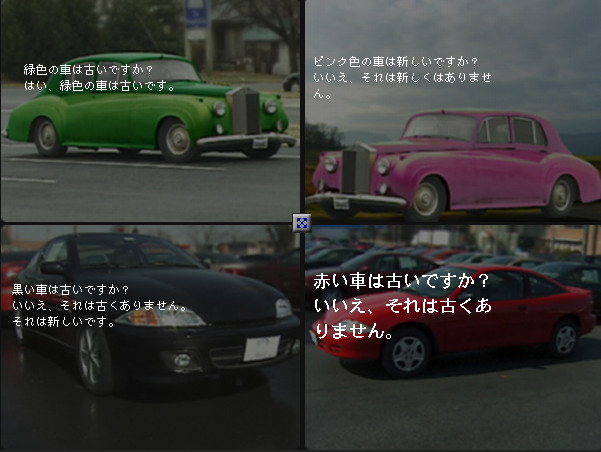 緑色の車は古いですか？
はい、緑色の車は古いです。
ピンク色の車は新しいですか？
いいえ、それは新しくはありませ
ん。
黒い車は古いですか？
いいえ、それは古くありません。
それは新しいです。
赤い車は古いですか？
いいえ、それは古くあ
りません。